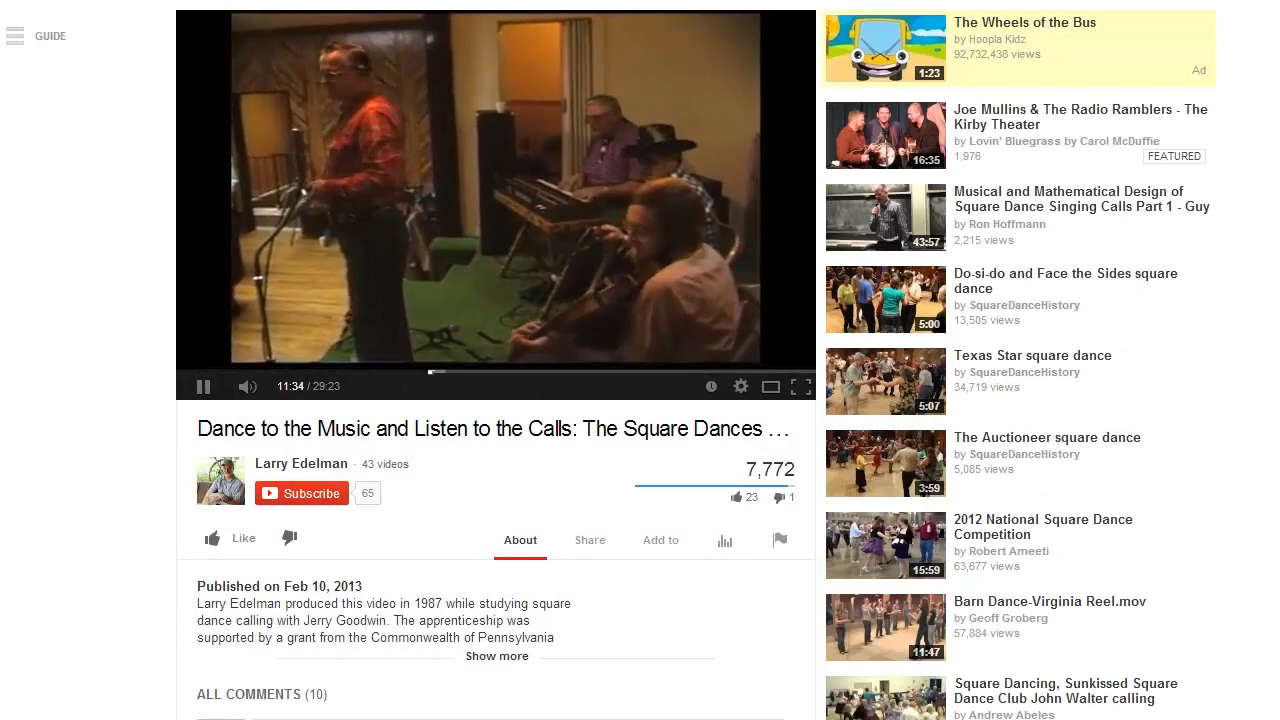 GUIDE
11:34 / 29:23
Dance to the Music and Listen to the Calls: The Square Dances ...
Larry Edelman · 43 videos
Subscribe 65
7,772
23 1
Like
About Share Add to
Published on Feb 10, 2013
Larry Edelman produced this video in 1987 while studying square
dance calling with Jerry Goodwin. The apprenticeship was
supported by a grant from the Commonwealth of Pennsylvania
Show more
ALL COMMENTS (10)
1:23
The Wheels of the Bus
by Hoopla Kidz
92,732,438 views
Ad
16:35
Joe Mullins & The Radio Ramblers - The
Kirby Theater
by Lovin' Bluegrass by Carol McDuffie
1,976
FEATURED
43:57
Musical and Mathematical Design of
Square Dance Singing Calls Part 1 - Guy
by Ron Hoffmann
2,215 views
5:00
Do-si-do and Face the Sides square
dance
by SquareDanceHistory
13,505 views
5:07
Texas Star square dance
by SquareDanceHistory
34,719 views
3:59
The Auctioneer square dance
by SquareDanceHistory
5,085 views
15:59
2012 National Square Dance
Competition
by Robert Ameeti
63,677 views
11:47
Barn Dance-Virginia Reel.mov
by Geoff Groberg
57,884 views
Square Dancing, Sunkissed Square
Dance Club John Walter calling
by Andrew Abeles